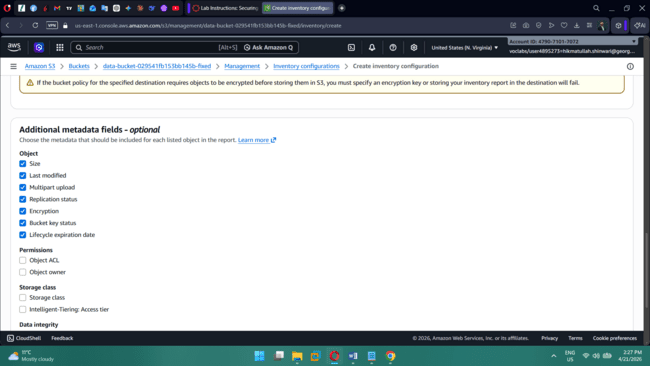 Lab Instructions: Securing
Create inventory configu
VPN
us-east-1.console.aws.amazon.com/s3/management/data-bucket-029541fb153bb145b-fixed/inventory/create
AI
aws
Search
[Alt+S]
Ask Amazon Q
United States (N. Virginia)
Account ID: 4790-7101-7072
voclabs/user4895273=hikmatullah.shinwari@georg...
Amazon S3
Buckets
data-bucket-029541fb153bb145b-fixed
Management
Inventory configurations
Create inventory configuration
If the bucket policy for the specified destination requires objects to be encrypted before storing them in S3, you must specify an encryption key or storing your inventory report in the destination will fail.
Additional metadata fields - optional
Choose the metadata that should be included for each listed object in the report. Learn more
Object
Size
Last modified
Multipart upload
Replication status
Encryption
Bucket key status
Lifecycle expiration date
Permissions
Object ACL
Object owner
Storage class
Storage class
Intelligent-Tiering: Access tier
Data integrity
CloudShell
Feedback
© 2026, Amazon Web Services, Inc. or its affiliates.
Privacy
Terms
Cookie preferences
Mostly cloudy
ENG
US
2:27 PM
4/21/2026